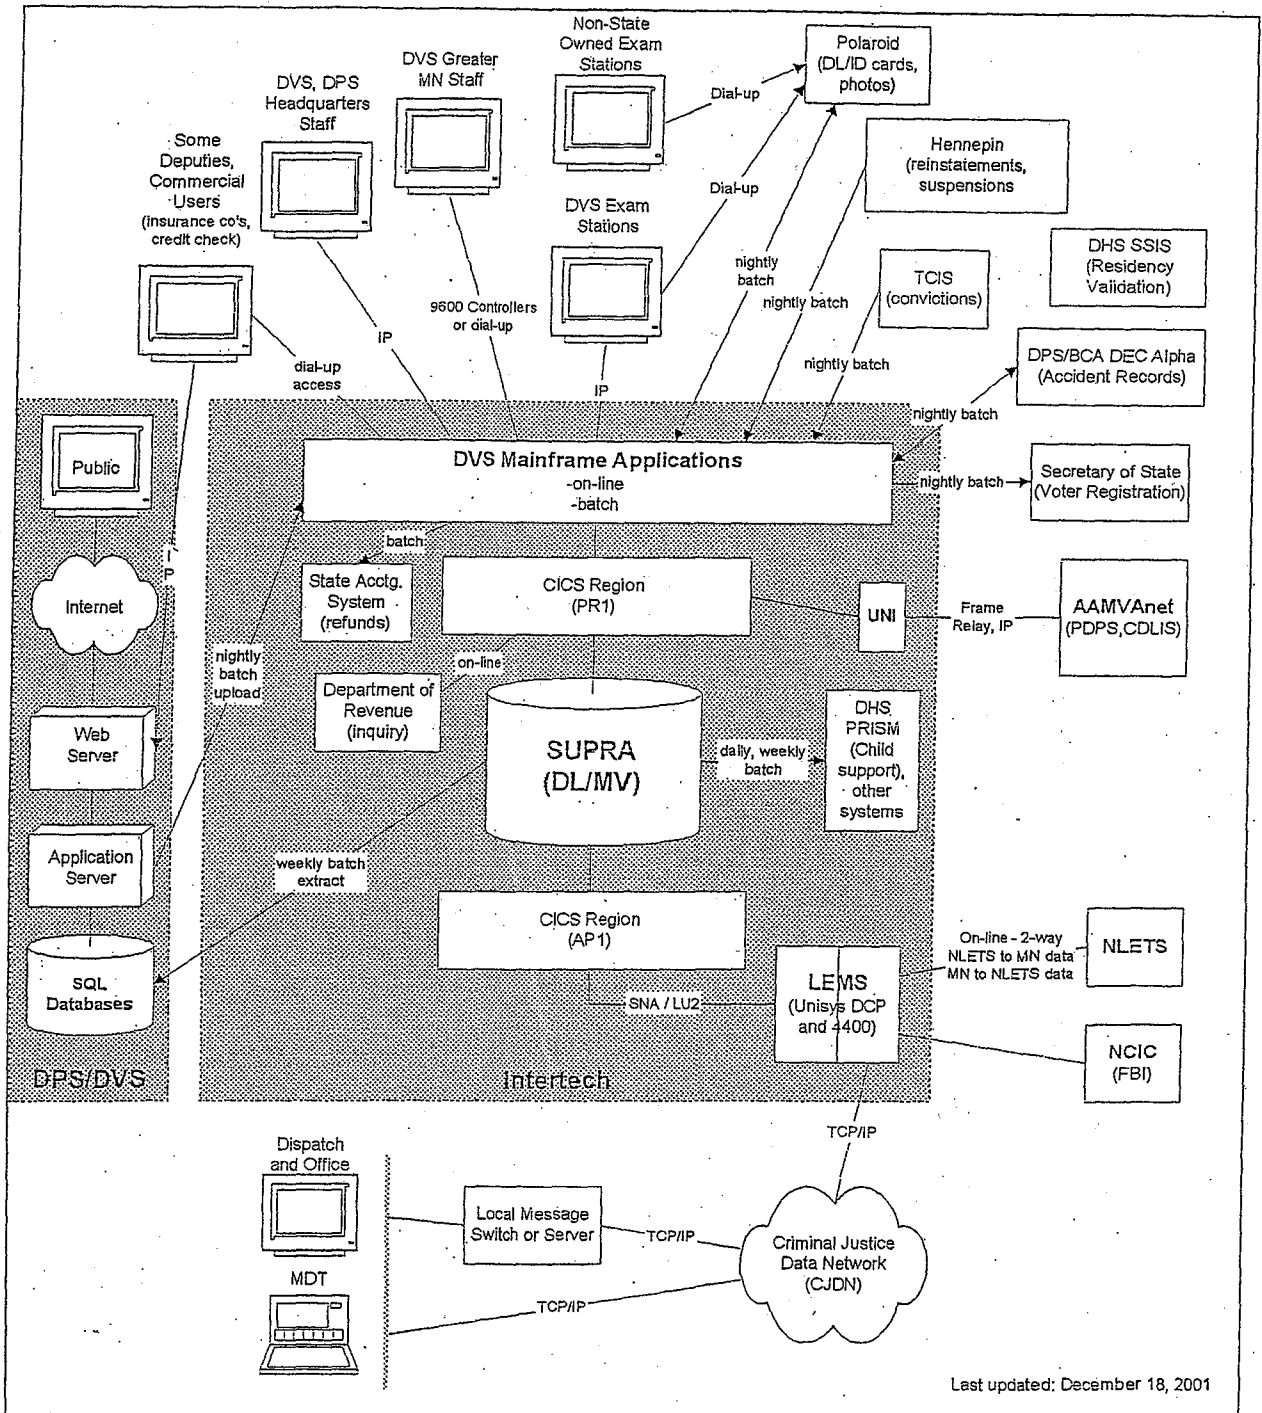 Non-State
Owned Exam
Stations
Polaroid
(DL/ID cards,
photos)
DVS Greater
MN Staff
DVS, DPS
Headquarters
Staff
Dial-up
Some
Deputies,
Commercial
Users
(insurance co's,
credit check)
Hennepin
(reinstatements,
suspensions
Dial-up
DVS Exam
Stations
DHS SSIS
(Residency
Validation)
TCIS
(convictions)
nightly
batch
nightly batch
9600 Controllers
or dial-up
IP
dial-up
access
nightly batch
DPS/BCA DEC Alpha
(Accident Records)
IP
nightly batch
Public
DVS Mainframe Applications
-on-line
-batch
nightly batch
Secretary of State
(Voter Registration)
batch
IP
Internet
State Acctg.
System
(refunds)
CICS Region
(PR1)
UNI
Frame
Relay, IP
AAMVAnet
(PDPS,CDLIS)
nightly
batch
upload
on-line
Department of
Revenue
(inquiry)
Web
Server
SUPRA
(DL/MV)
daily, weekly
batch
DHS
PRISM
(Child
support),
other
systems
Application
Server
weekly batch
extract
CICS Region
(AP1)
On-line - 2-way
NLETS to MN data
MN to NLETS data
NLETS
SQL
Databases
SNA / LU2
LEMS
(Unisys DCP
and 4400)
NCIC
(FBI)
DPS/DVS
Intertech
TCP/IP
Dispatch
and Office
Local Message
Switch or Server
TCP/IP
Criminal Justice
Data Network
(CJDN)
MDT
TCP/IP
Last updated: December 18, 2001